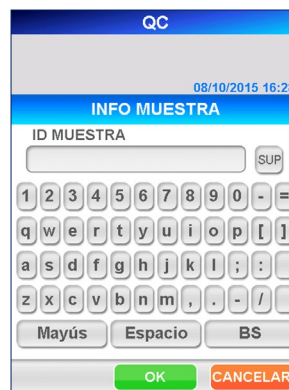 QC
08/10/2015 16:28
INFO MUESTRA
ID MUESTRA
SUP
1 2 3 4 5 6 7 8 9 0 - =
q w e r t y u i o p [ ]
a s d f g h j k l ; :
z x c v b n m , . - /
Mayús Espacio BS
OK CANCELAR